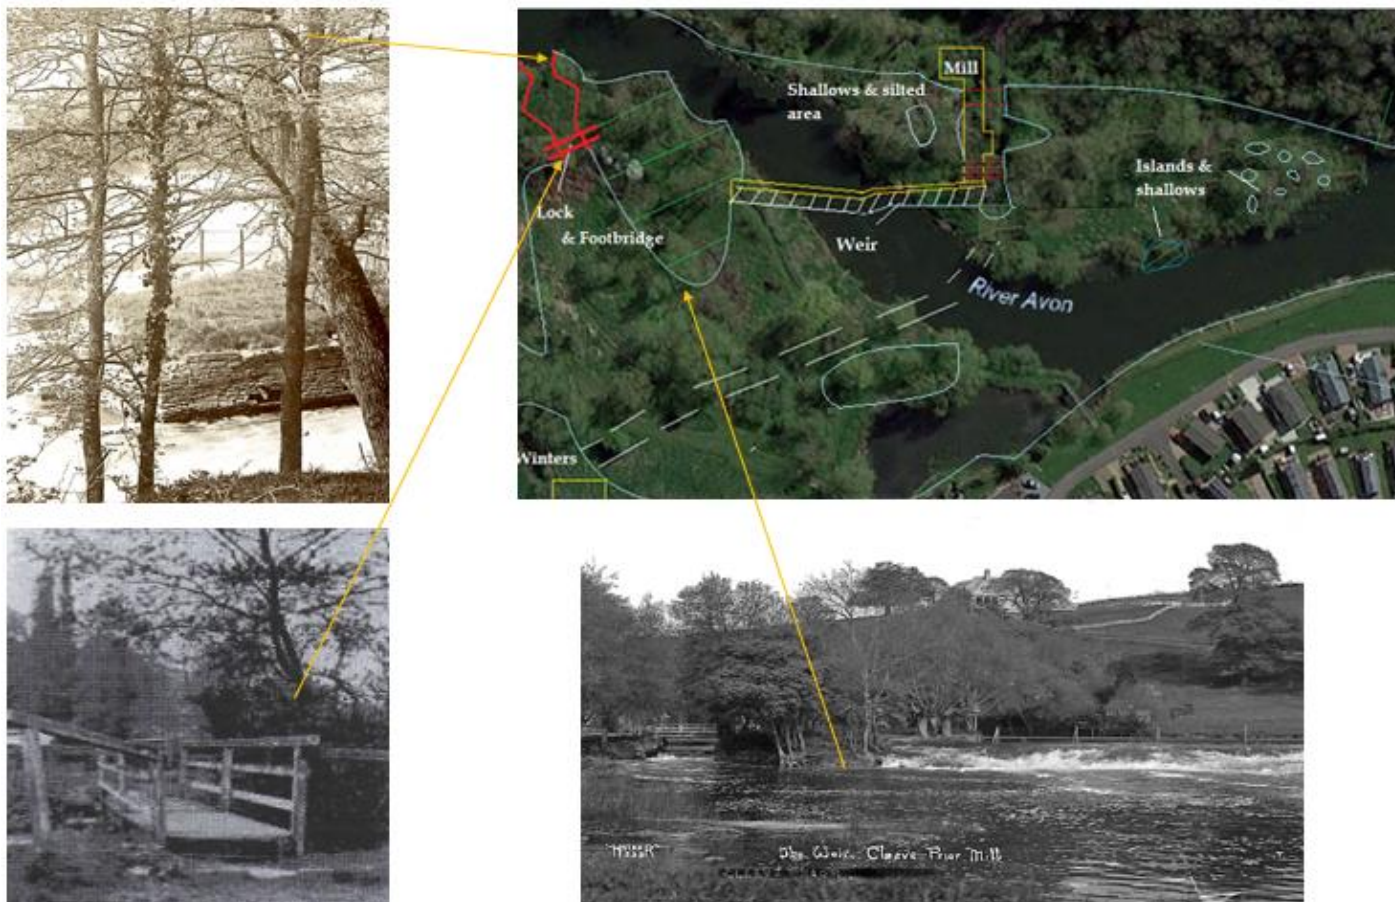 Mill
Shallows & silted
area
Islands &
shallows
Lock
& Footbridge
Weir
River Avon
Winters
The Weir. Cleeve Prior Mill